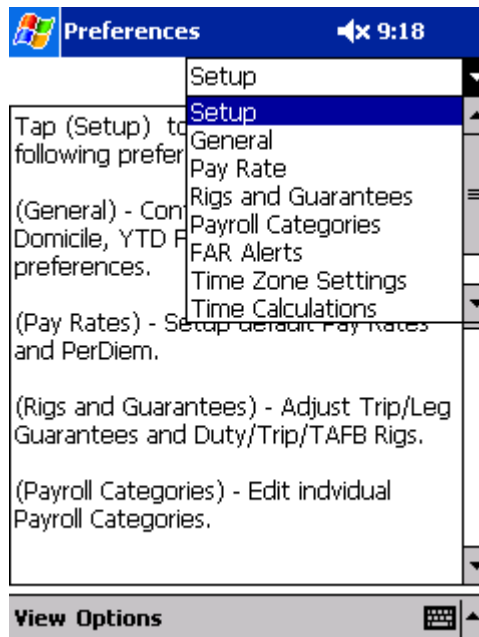 Preferences 9:18
Setup
Setup
General
Pay Rate
Rigs and Guarantees
Payroll Categories
FAR Alerts
Time Zone Settings
Time Calculations
Tap (Setup) to
following prefer
(General) - Con
Domicile, YTD
preferences.
(Pay Rates) - Setup default Pay Rates
and PerDiem.
(Rigs and Guarantees) - Adjust Trip/Leg
Guarantees and Duty/Trip/TAFB Rigs.
(Payroll Categories) - Edit indvidual
Payroll Categories.
View Options